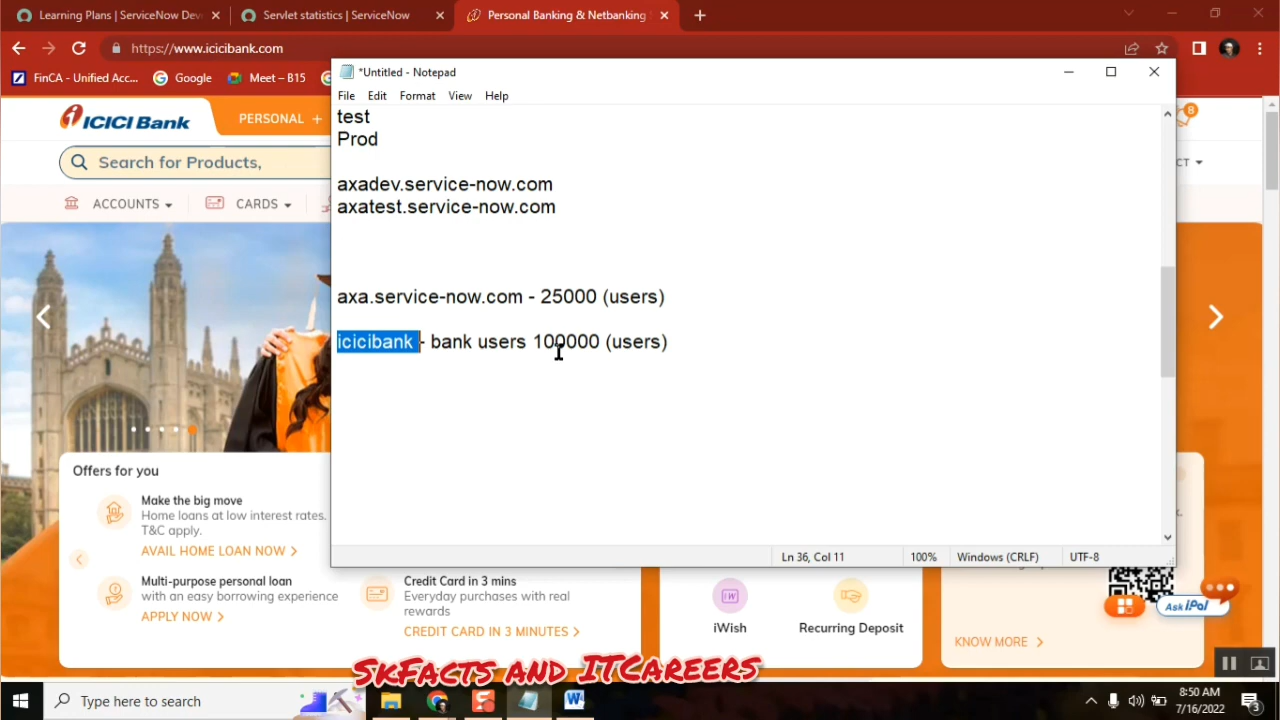 Learning Plans | ServiceNow Dev
Servlet statistics | ServiceNow
Personal Banking & Netbanking
https://www.icicibank.com
FinCA - Unified Acc...
Google
Meet – B15
*Untitled - Notepad
File Edit Format View Help
test
Prod
axadev.service-now.com
axatest.service-now.com
axa.service-now.com - 25000 (users)
icicibank - bank users 100000 (users)
Ln 36, Col 11
100%
Windows (CRLF)
UTF-8
ICICI Bank
PERSONAL +
8
Search for Products,
CT
ACCOUNTS
CARDS
Offers for you
Make the big move
Home loans at low interest rates.
T&C apply.
AVAIL HOME LOAN NOW >
Multi-purpose personal loan
with an easy borrowing experience
APPLY NOW >
Credit Card in 3 mins
Everyday purchases with real
rewards
CREDIT CARD IN 3 MINUTES >
iW
iWish
Recurring Deposit
KNOW MORE >
Ask iPal
SkFacts and ITCareers
Type here to search
8:50 AM
7/16/2022
3